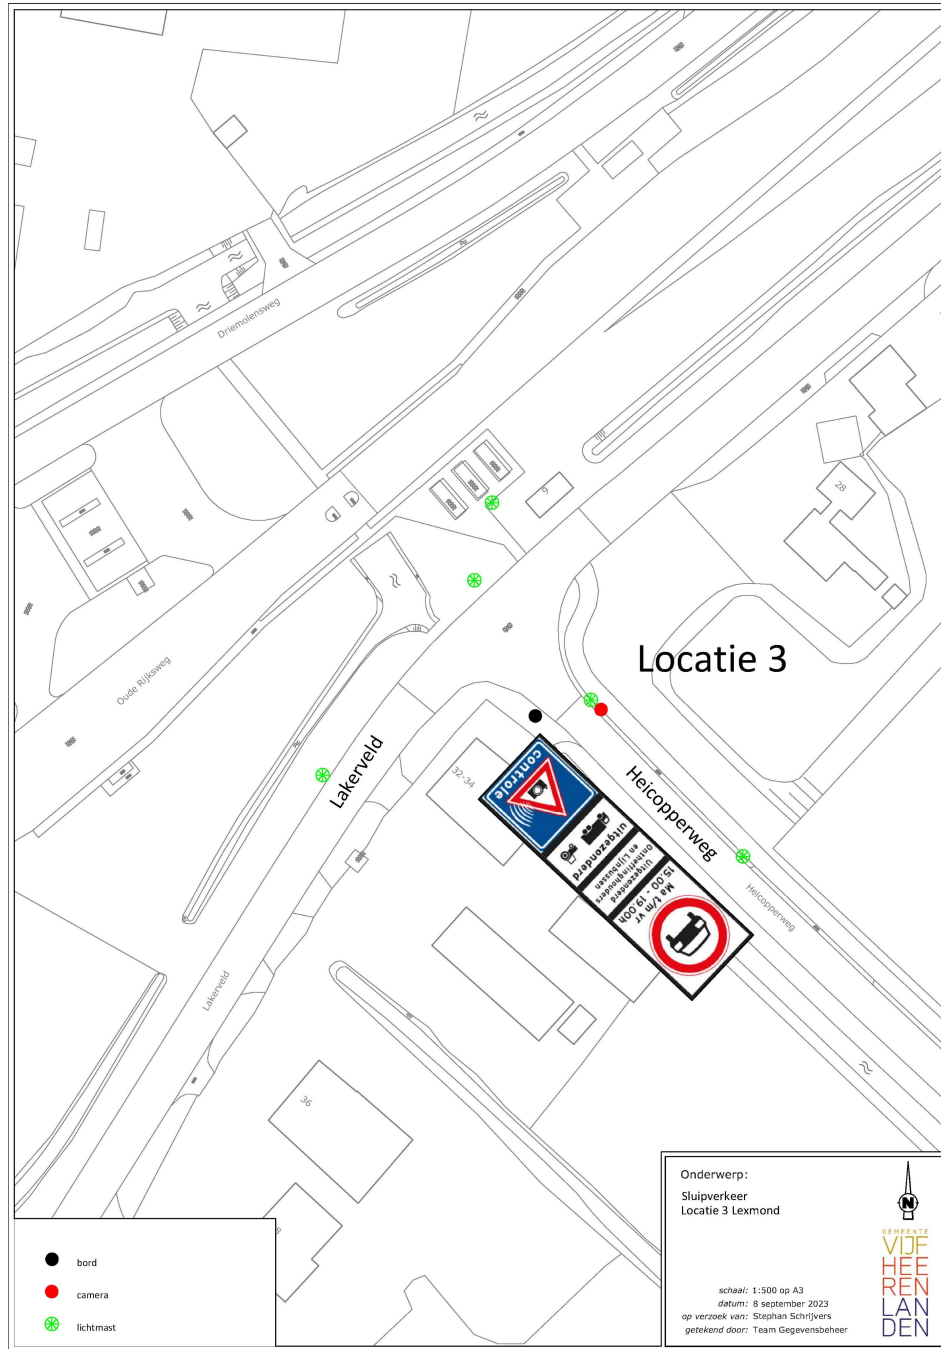 Driemolensweg
9
28
Oude Rijksweg
Locatie 3
Lakerveld
32-34
Heicopperweg
controle
uitgezonderd
Uitgezonderd
Ontheffinghouders
en Lijnbussen
Ma t/m vr
15.00 - 19.00h
Heicopperweg
Lakerveld
36
8
bord
camera
lichtmast
Onderwerp:
Sluipverkeer
Locatie 3 Lexmond
N
GEMEENTE
VIJF
HEE
REN
LAN
DEN
schaal: 1:500 op A3
datum: 8 september 2023
op verzoek van: Stephan Schrijvers
getekend door: Team Gegevensbeheer